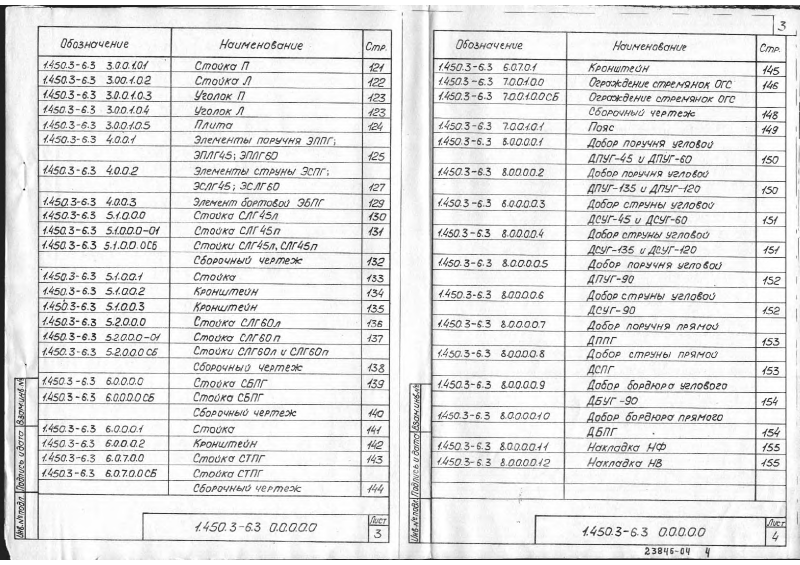 Обозначение Наименование Стр.
1.450.3-6.3 3.0.0.1.01 Стойка П 121
1.450.3-6.3 3.0.0.1.0.2 Стойка Л 122
1.450.3-6.3 3.0.0.1.0.3 Уголок П 123
1.450.3-6.3 3.0.0.1.0.4 Уголок Л 123
1.450.3-6.3 3.0.0.1.0.5 Плита 124
1.450.3-6.3 4.0.0.1 Элементы поручня ЭППГ;
ЭПЛГ45; ЭПЛГ60 125
1.450.3-6.3 4.0.0.2 Элементы струны ЭСПГ;
ЭСЛГ45; ЭСЛГ60 127
1.450.3-6.3 4.0.0.3 Элемент бортовой ЭБПГ 129
1.450.3-6.3 5.1.0.0.0 Стойка СЛГ45л 130
1.450.3-6.3 5.1.0.0.0-01 Стойка СЛГ45п 131
1.450.3-6.3 5.1.0.0.0СБ Стойки СЛГ45л, СЛГ45п
Сборочный чертеж 132
1.450.3-6.3 5.1.0.0.1 Стойка 133
1.450.3-6.3 5.1.0.0.2 Кронштейн 134
1.450.3-6.3 5.1.0.0.3 Кронштейн 135
1.450.3-6.3 5.2.0.0.0 Стойка СЛГ60л 136
1.450.3-6.3 5.2.0.0.0-01 Стойка СЛГ60п 137
1.450.3-6.3 5.2.0.0.0СБ Стойки СЛГ60л и СЛГ60п
Сборочный чертеж 138
1.450.3-6.3 6.0.0.0.0 Стойка СБПГ 139
1.450.3-6.3 6.0.0.0.0СБ Стойка СБПГ
Сборочный чертеж 140
1.450.3-6.3 6.0.0.0.1 Стойка 141
1.450.3-6.3 6.0.0.0.2 Кронштейн 142
1.450.3-6.3 6.0.7.0.0 Стойка СТПГ 143
1.450.3-6.3 6.0.7.0.0СБ Стойка СТПГ
Сборочный чертеж 144
Инв.№подл. Подпись и дата Взам.инв.№
1.450.3-6.3 0.0.0.0.0
Лист
3
3
Обозначение Наименование Стр.
1.450.3-6.3 6.0.7.0.1 Кронштейн 145
1.450.3-6.3 7.0.0.1.0.0 Ограждение стремянок ОГС 146
1.450.3-6.3 7.0.0.1.0.0СБ Ограждение стремянок ОГС
Сборочный чертеж 148
1.450.3-6.3 7.0.0.1.0.1 Пояс 149
1.450.3-6.3 8.0.0.0.0.1 Добор поручня угловой
ДПУГ-45 и ДПУГ-60 150
1.450.3-6.3 8.0.0.0.0.2 Добор поручня угловой
ДПУГ-135 и ДПУГ-120 150
1.450.3-6.3 8.0.0.0.0.3 Добор струны угловой
ДСУГ-45 и ДСУГ-60 151
1.450.3-6.3 8.0.0.0.0.4 Добор струны угловой
ДСУГ-135 и ДСУГ-120 151
1.450.3-6.3 8.0.0.0.0.5 Добор поручня угловой
ДПУГ-90 152
1.450.3-6.3 8.0.0.0.0.6 Добор струны угловой
ДСУГ-90 152
1.450.3-6.3 8.0.0.0.0.7 Добор поручня прямой
ДППГ 153
1.450.3-6.3 8.0.0.0.0.8 Добор струны прямой
ДСПГ 153
1.450.3-6.3 8.0.0.0.0.9 Добор бордюра углового
ДБУГ-90 154
1.450.3-6.3 8.0.0.0.0.10 Добор бордюра прямого
ДБПГ 154
1.450.3-6.3 8.0.0.0.0.11 Накладка НФ 155
1.450.3-6.3 8.0.0.0.0.12 Накладка НВ 155
Инв.№подл. Подпись и дата Взам.инв.№
1.450.3-6.3 0.0.0.0.0
Лист
4
23846-04 4